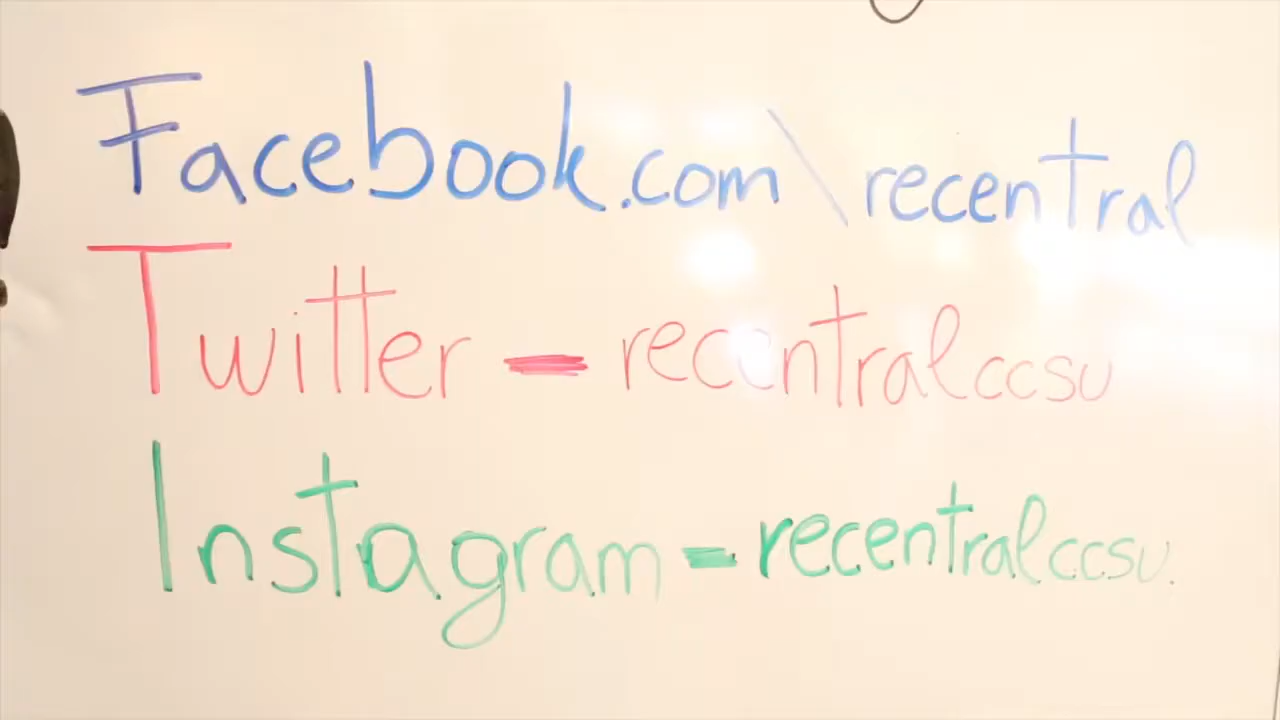 Facebook.com\recentral
Twitter - recentralccsu
Instagram - recentralccsu